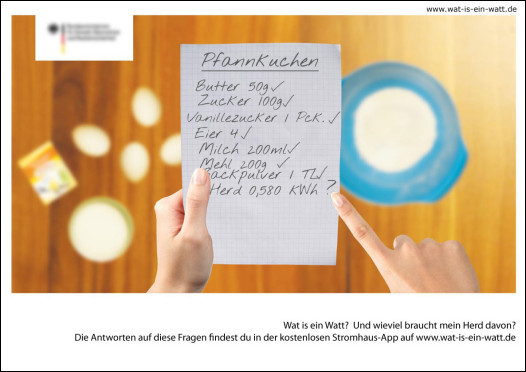 www.wat-is-ein-watt.de
Pfannkuchen
Butter 50g✓
Zucker 100g✓
Vanillezucker 1 Pck.✓
Eier 4✓
Milch 200ml✓
Mehl 200g ✓
Backpulver 1 TL✓
Herd 0,580 KWh ?
Wat is ein Watt? Und wieviel braucht mein Herd davon?
Die Antworten auf diese Fragen findest du in der kostenlosen Stromhaus-App auf www.wat-is-ein-watt.de